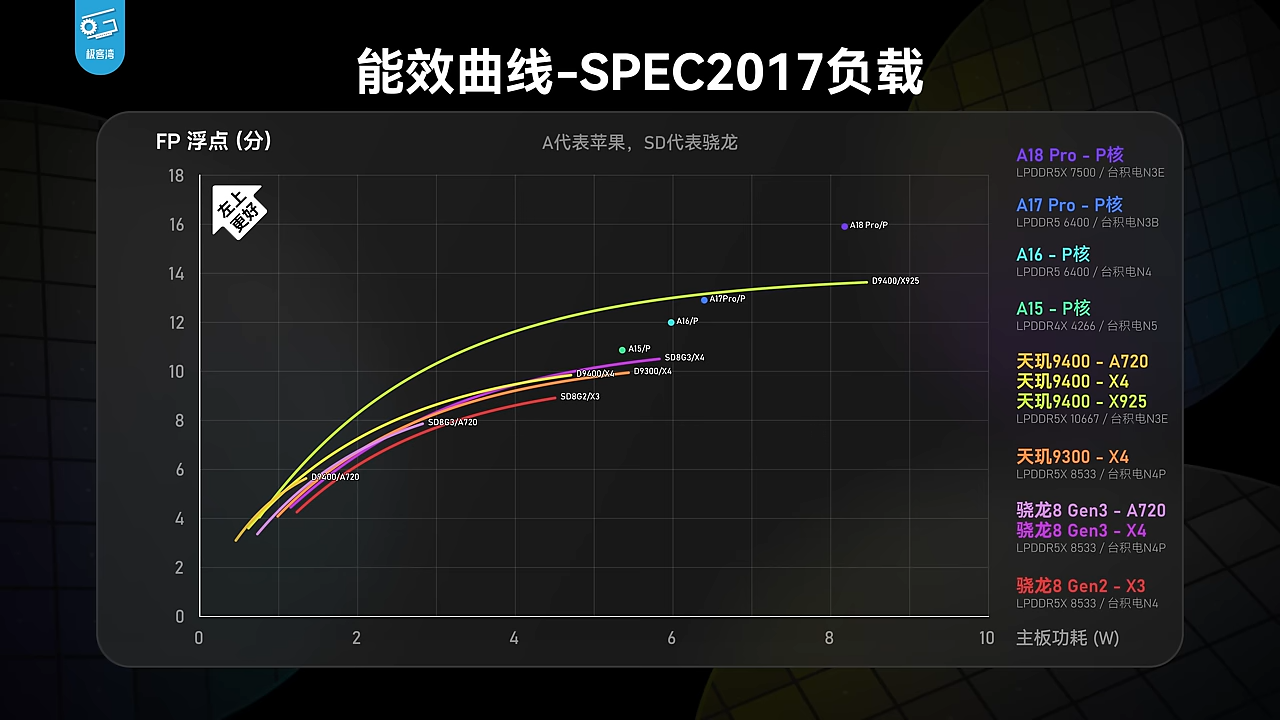 极客湾
能效曲线-SPEC2017负载
FP 浮点 (分)
A代表苹果，SD代表骁龙
左上
更好
18
16
14
12
10
8
6
4
2
0
0
2
4
6
8
10
主板功耗 (W)
A18 Pro/P
D9400/X925
A17Pro/P
A16/P
A15/P
SD8G3/X4
D9300/X4
D9400/X4
SD8G2/X3
SD8G3/A720
D9400/A720
A18 Pro - P核
LPDDR5X 7500 / 台积电N3E
A17 Pro - P核
LPDDR5 6400 / 台积电N3B
A16 - P核
LPDDR5 6400 / 台积电N4
A15 - P核
LPDDR4X 4266 / 台积电N5
天玑9400 - A720
天玑9400 - X4
天玑9400 - X925
LPDDR5X 10667 / 台积电N3E
天玑9300 - X4
LPDDR5X 8533 / 台积电N4P
骁龙8 Gen3 - A720
骁龙8 Gen3 - X4
LPDDR5X 8533 / 台积电N4P
骁龙8 Gen2 - X3
LPDDR5X 8533 / 台积电N4